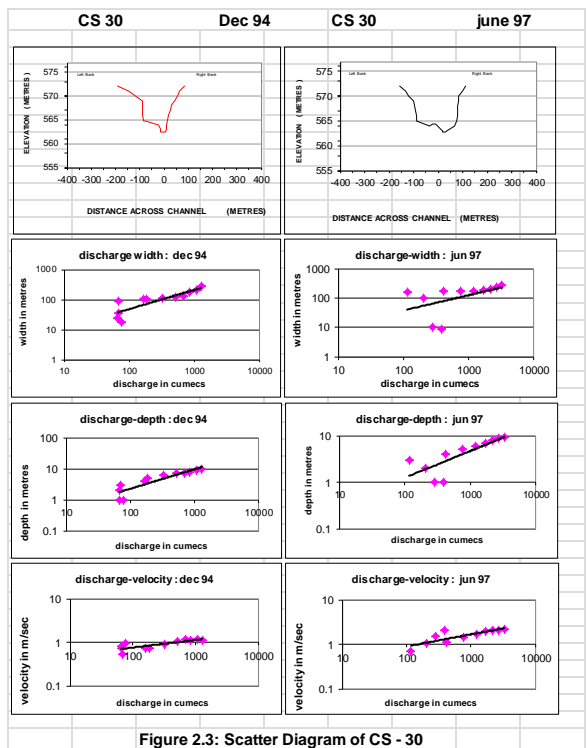 CS 30 Dec 94 CS 30 june 97
575
570
565
560
555
ELEVATION (METRES)
Left Bank Right Bank
-400 -300 -200 -100 0 100 200 300 400
DISTANCE ACROSS CHANNEL (METRES)
575
570
565
560
555
ELEVATION (METRES)
Left Bank Right Bank
-400 -300 -200 -100 0 100 200 300 400
DISTANCE ACROSS CHANNEL (METRES)
discharge width: dec 94
1000
100
10
1
width in metres
10 100 1000 10000
discharge in cumecs
discharge-width: jun 97
1000
100
10
1
width in metres
10 100 1000 10000
discharge in cumecs
discharge-depth: dec 94
100
10
1
0.1
depth in metres
10 100 1000 10000
discharge in cumecs
discharge-depth: jun 97
10
1
0.1
depth in metres
10 100 1000 10000
discharge in cumecs
discharge-velocity: dec 94
10
1
0.1
velocity in m/sec
10 100 1000 10000
discharge in cumecs
discharge-velocity: jun 97
10
1
0.1
velocity in m/sec
10 100 1000 10000
discharge in cumecs
Figure 2.3: Scatter Diagram of CS - 30